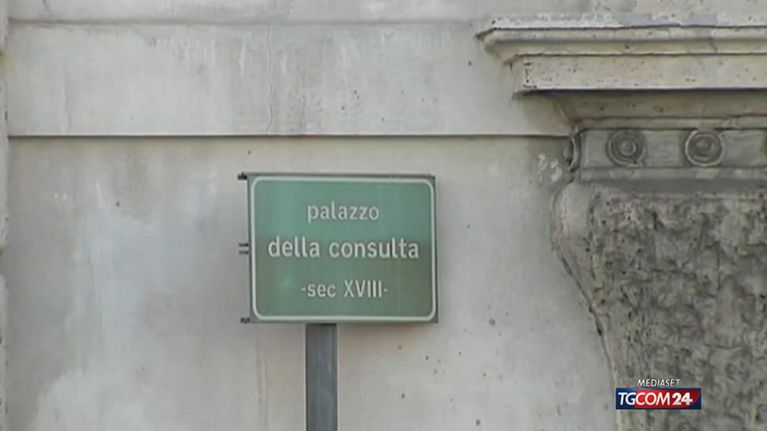 palazzo
della consulta
-sec XVIII-
MEDIASET
TGCOM24